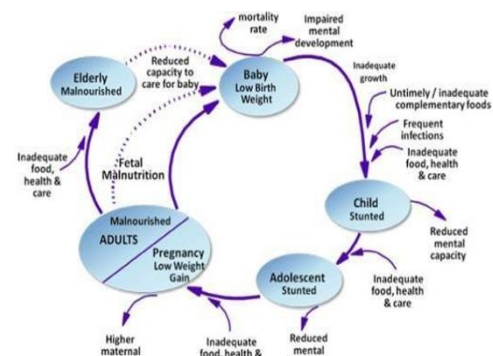 mortality
rate
Impaired
mental
development
Reduced
capacity to
care for baby
Elderly
Malnourished
Baby
Low Birth
Weight
Inadequate
growth
Untimely / inadequate
complementary foods
Frequent
infections
Inadequate
food, health
& care
Inadequate
food,
health &
care
Fetal
Malnutrition
Child
Stunted
Malnourished
ADULTS
Pregnancy
Low Weight
Gain
Reduced
mental
capacity
Adolescent
Stunted
Inadequate
food, health
& care
Higher
maternal
Inadequate
food, health &
Reduced
mental